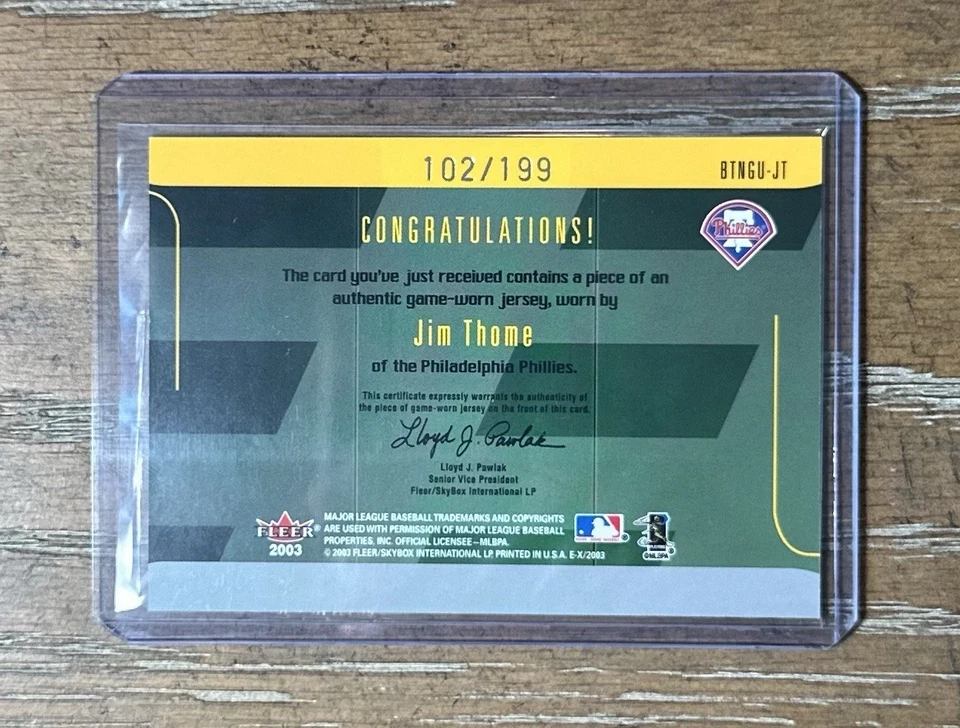 102/199
BTNGU-JT
CONGRATULATIONS!
Phillies
The card you've just received contains a piece of an
authentic game-worn jersey, worn by
Jim Thome
of the Philadelphia Phillies.
This certificate expressly warrants the authenticity of
the piece of game-worn jersey on the front of this card.
Lloyd J. Pawlak
Lloyd J. Pawlak
Senior Vice President
Fleer/SkyBox International LP
FLEER
2003
MAJOR LEAGUE BASEBALL TRADEMARKS AND COPYRIGHTS
ARE USED WITH PERMISSION OF MAJOR LEAGUE BASEBALL
PROPERTIES, INC. OFFICIAL LICENSEE–MLBPA.
© 2003 FLEER/SKYBOX INTERNATIONAL LP. PRINTED IN U.S.A. E-X/2003
©MLBPA